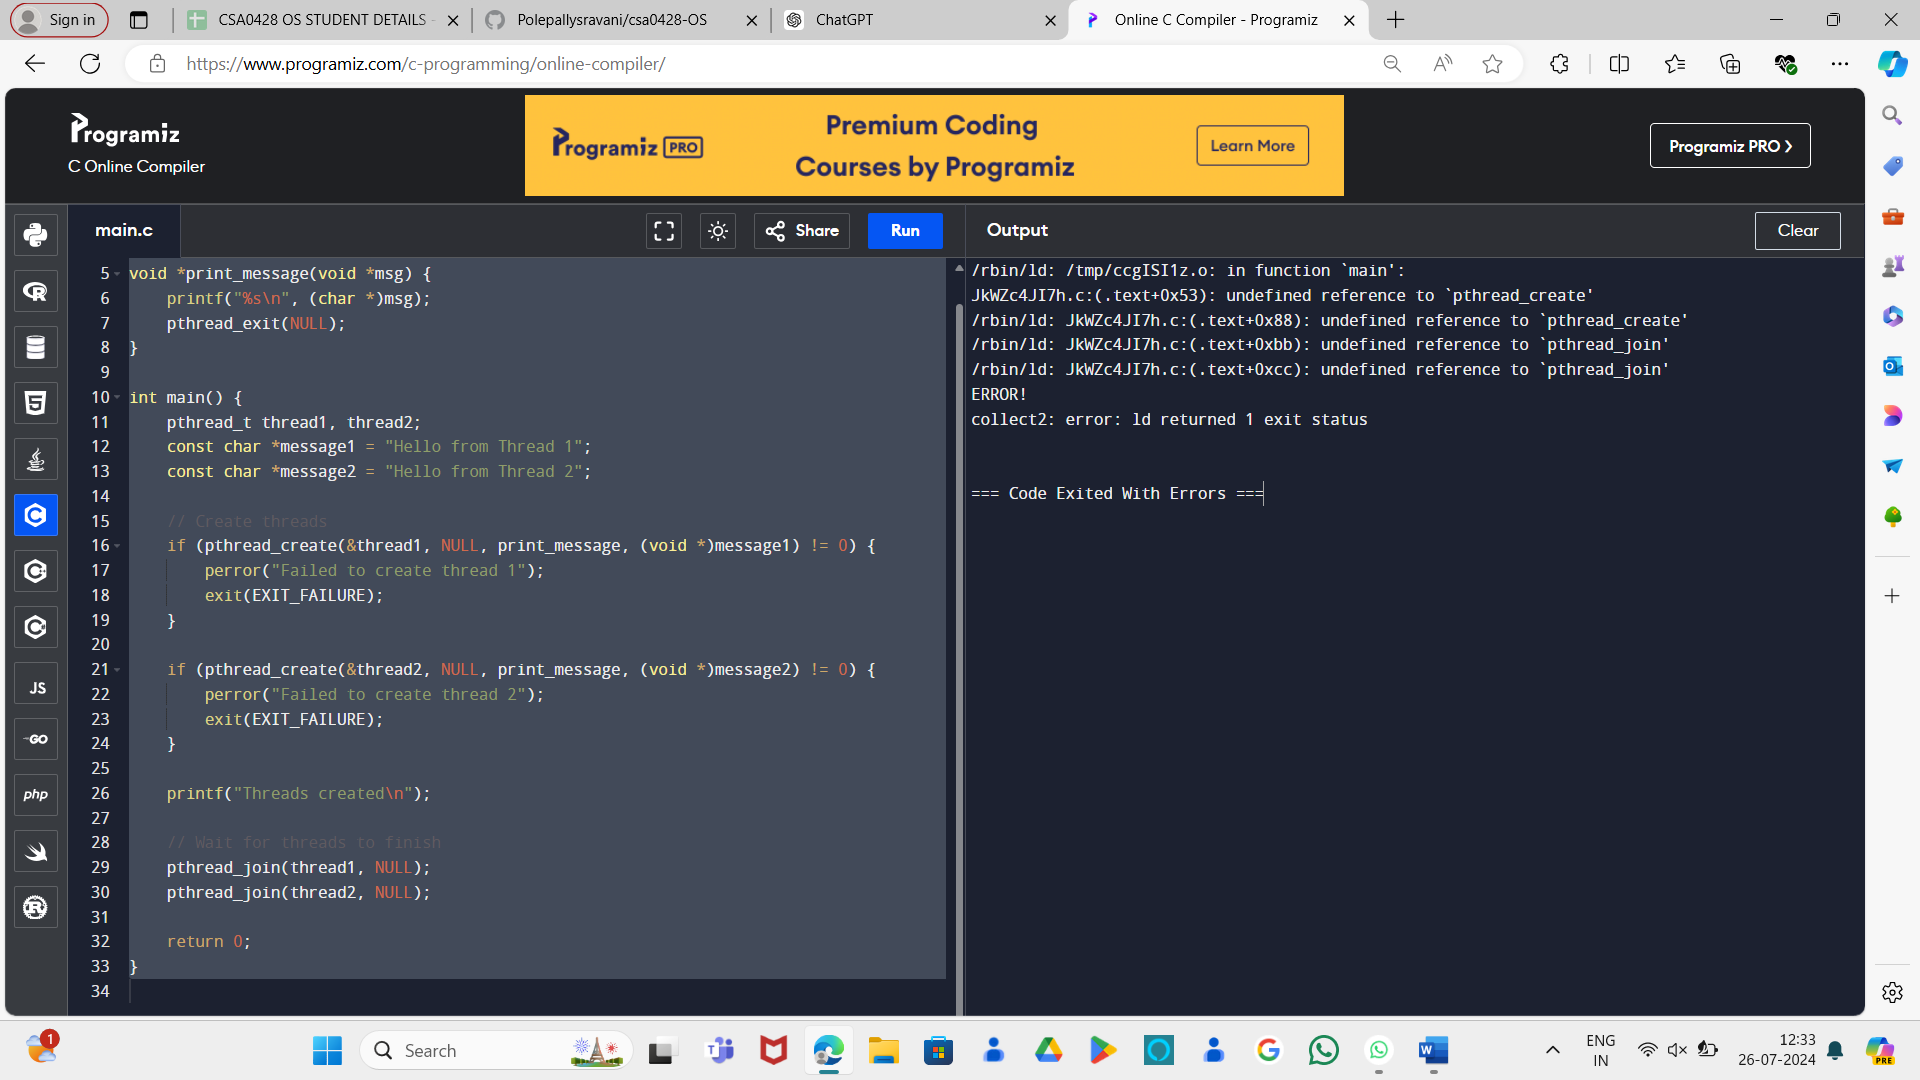 Sign in
CSA0428 OS STUDENT DETAILS -
Polepallysravani/csa0428-OS
ChatGPT
Online C Compiler - Programiz
https://www.programiz.com/c-programming/online-compiler/
Programiz
C Online Compiler
Programiz PRO
Premium Coding
Courses by Programiz
Learn More
Programiz PRO
main.c
Share
Run
Output
Clear
5 void *print_message(void *msg) {
6 printf("%s\n", (char *)msg);
7 pthread_exit(NULL);
8 }
9
10 int main() {
11 pthread_t thread1, thread2;
12 const char *message1 = "Hello from Thread 1";
13 const char *message2 = "Hello from Thread 2";
14
15 // Create threads
16 if (pthread_create(&thread1, NULL, print_message, (void *)message1) != 0) {
17 perror("Failed to create thread 1");
18 exit(EXIT_FAILURE);
19 }
20
21 if (pthread_create(&thread2, NULL, print_message, (void *)message2) != 0) {
22 perror("Failed to create thread 2");
23 exit(EXIT_FAILURE);
24 }
25
26 printf("Threads created\n");
27
28 // Wait for threads to finish
29 pthread_join(thread1, NULL);
30 pthread_join(thread2, NULL);
31
32 return 0;
33 }
34
/rbin/ld: /tmp/ccgISI1z.o: in function `main':
JkWZc4JI7h.c:(.text+0x53): undefined reference to `pthread_create'
/rbin/ld: JkWZc4JI7h.c:(.text+0x88): undefined reference to `pthread_create'
/rbin/ld: JkWZc4JI7h.c:(.text+0xbb): undefined reference to `pthread_join'
/rbin/ld: JkWZc4JI7h.c:(.text+0xcc): undefined reference to `pthread_join'
ERROR!
collect2: error: ld returned 1 exit status
=== Code Exited With Errors ===
JS
GO
php
1
Search
ENG
IN
12:33
26-07-2024
PRE